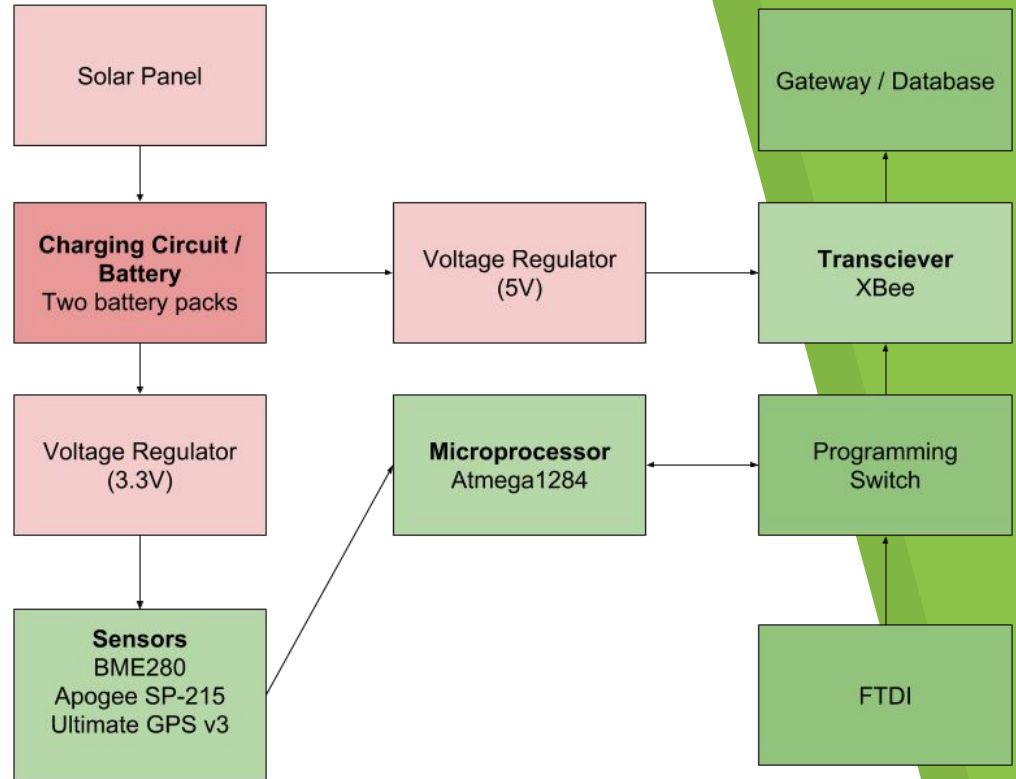 Solar Panel
Gateway / Database
Charging Circuit /
Battery
Two battery packs
Voltage Regulator
(5V)
Transciever
XBee
Voltage Regulator
(3.3V)
Microprocessor
Atmega1284
Programming
Switch
Sensors
BME280
Apogee SP-215
Ultimate GPS v3
FTDI